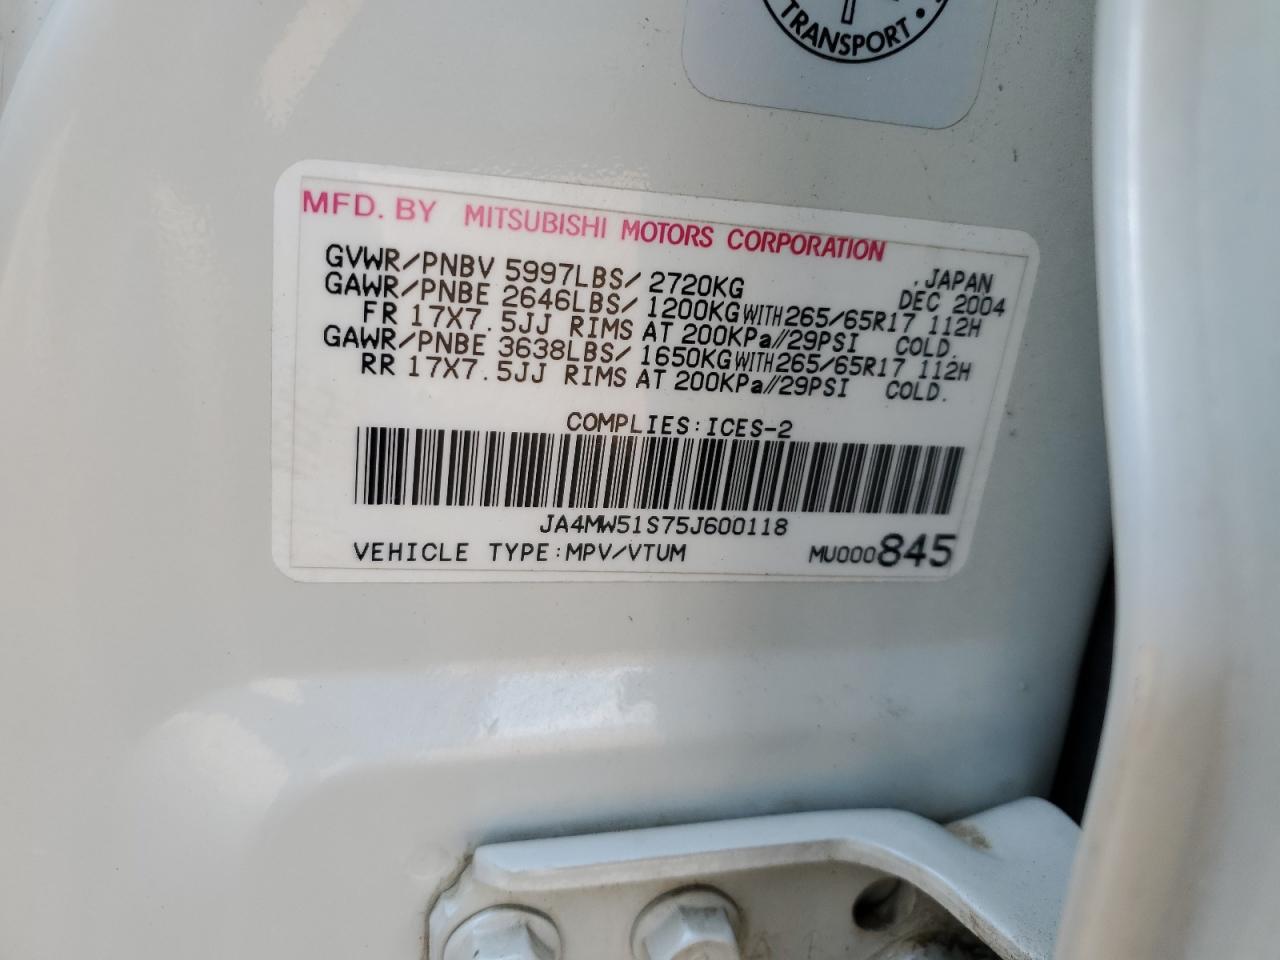 TRANSPORT •
MFD. BY MITSUBISHI MOTORS CORPORATION
GVWR/PNBV 5997LBS/2720KG , JAPAN
GAWR/PNBE 2646LBS/1200KG WITH 265/65R17 112H DEC 2004
FR 17X7.5JJ RIMS AT 200KPa//29PSI COLD.
GAWR/PNBE 3638LBS/1650KG WITH 265/65R17 112H
RR 17X7.5JJ RIMS AT 200KPa//29PSI COLD.
COMPLIES:ICES-2
JA4MW51S75J600118
VEHICLE TYPE:MPV/VTUM MU000845